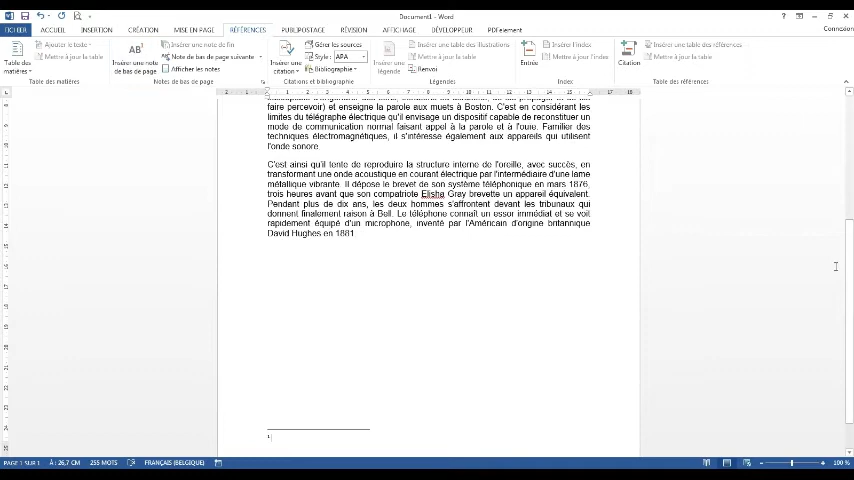 Document1 - Word
FICHIER ACCUEIL INSERTION CRÉATION MISE EN PAGE RÉFÉRENCES PUBLIPOSTAGE RÉVISION AFFICHAGE DÉVELOPPEUR PDFelement Connexion
Table des matières
Ajouter le texte
Mettre à jour la table
Table des matières
AB¹
Insérer une note de bas de page
Insérer une note de fin
Note de bas de page suivante
Afficher les notes
Notes de bas de page
Insérer une citation
Gérer les sources
Style : APA
Bibliographie
Citations et bibliographie
Insérer une légende
Insérer une table des illustrations
Mettre à jour la table
Renvoi
Légendes
Entrée
Insérer l'index
Mettre à jour l'index
Index
Citation
Insérer une table des références
Mettre à jour la table
Table des références
faire percevoir) et enseigne la parole aux muets à Boston. C'est en considérant les
limites du télégraphe électrique qu'il envisage un dispositif capable de reconstituer un
mode de communication normal faisant appel à la parole et à l'ouïe. Familier des
techniques électromagnétiques, il s'intéresse également aux appareils qui utilisent
l'onde sonore.
C'est ainsi qu'il tente de reproduire la structure interne de l'oreille, avec succès, en
transformant une onde acoustique en courant électrique par l'intermédiaire d'une lame
métallique vibrante. Il dépose le brevet de son système téléphonique en mars 1876,
trois heures avant que son compatriote Elisha Gray brevette un appareil équivalent.
Pendant plus de dix ans, les deux hommes s'affrontent devant les tribunaux qui
donnent finalement raison à Bell. Le téléphone connaît un essor immédiat et se voit
rapidement équipé d'un microphone, inventé par l'Américain d'origine britannique
David Hughes en 1881.
1
PAGE 1 SUR 1 À : 26,7 CM 255 MOTS FRANÇAIS (BELGIQUE) 100 %